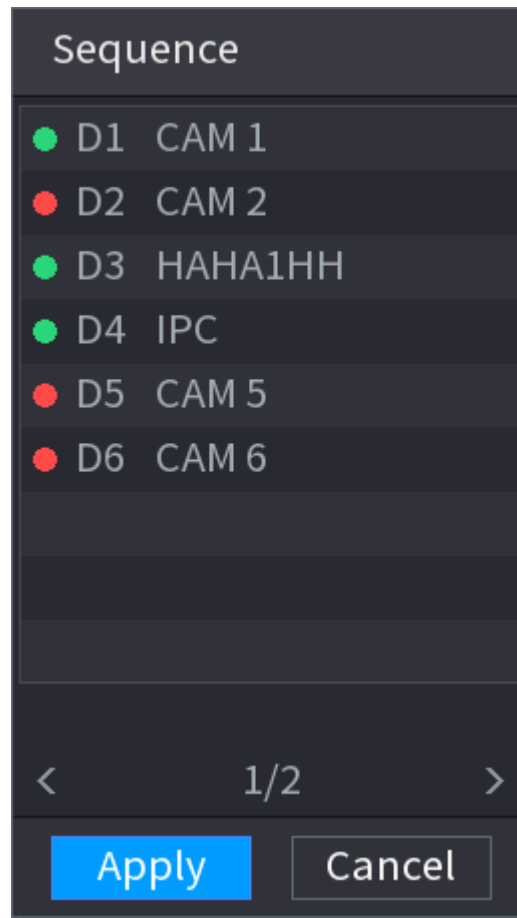 Sequence
D1 CAM 1
D2 CAM 2
D3 HAHA1HH
D4 IPC
D5 CAM 5
D6 CAM 6
< 1/2 >
Apply Cancel